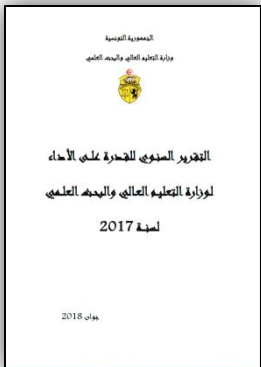 الجمهورية التونسية
وزارة التعليم العالي والبحث العلمي
التقرير السنوي للقدرة على الأداء
لوزارة التعليم العالي والبحث العلمي
لسنة 2017
جوان 2018